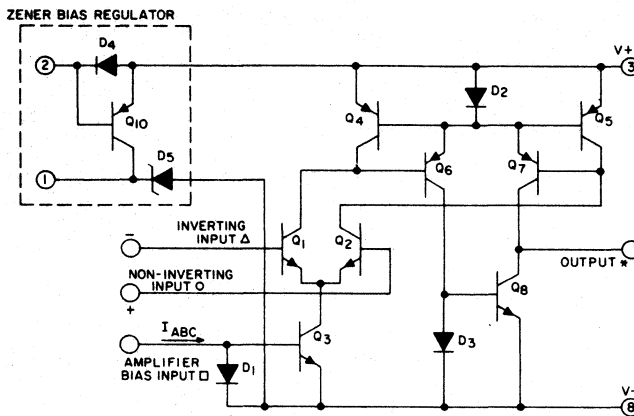 ZENER BIAS REGULATOR
2
D4
V+
3
Q10
Q4
D2
Q5
1
D5
Q6
Q7
−
INVERTING
INPUT △
Q1
Q2
OUTPUT *
NON-INVERTING
INPUT ○
+
Q8
IABC
Q3
D3
AMPLIFIER
BIAS INPUT □
D1
V−
8